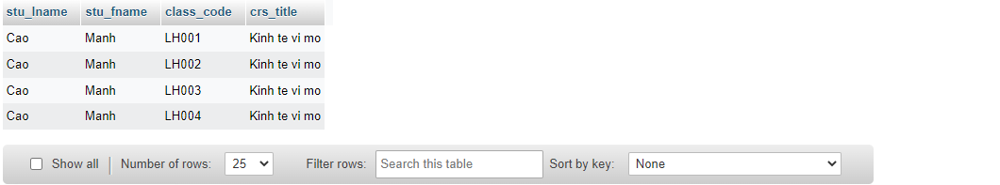 stu_lname stu_fname class_code crs_title
Cao Manh LH001 Kinh te vi mo
Cao Manh LH002 Kinh te vi mo
Cao Manh LH003 Kinh te vi mo
Cao Manh LH004 Kinh te vi mo
Show all Number of rows: 25 Filter rows: Search this table Sort by key: None